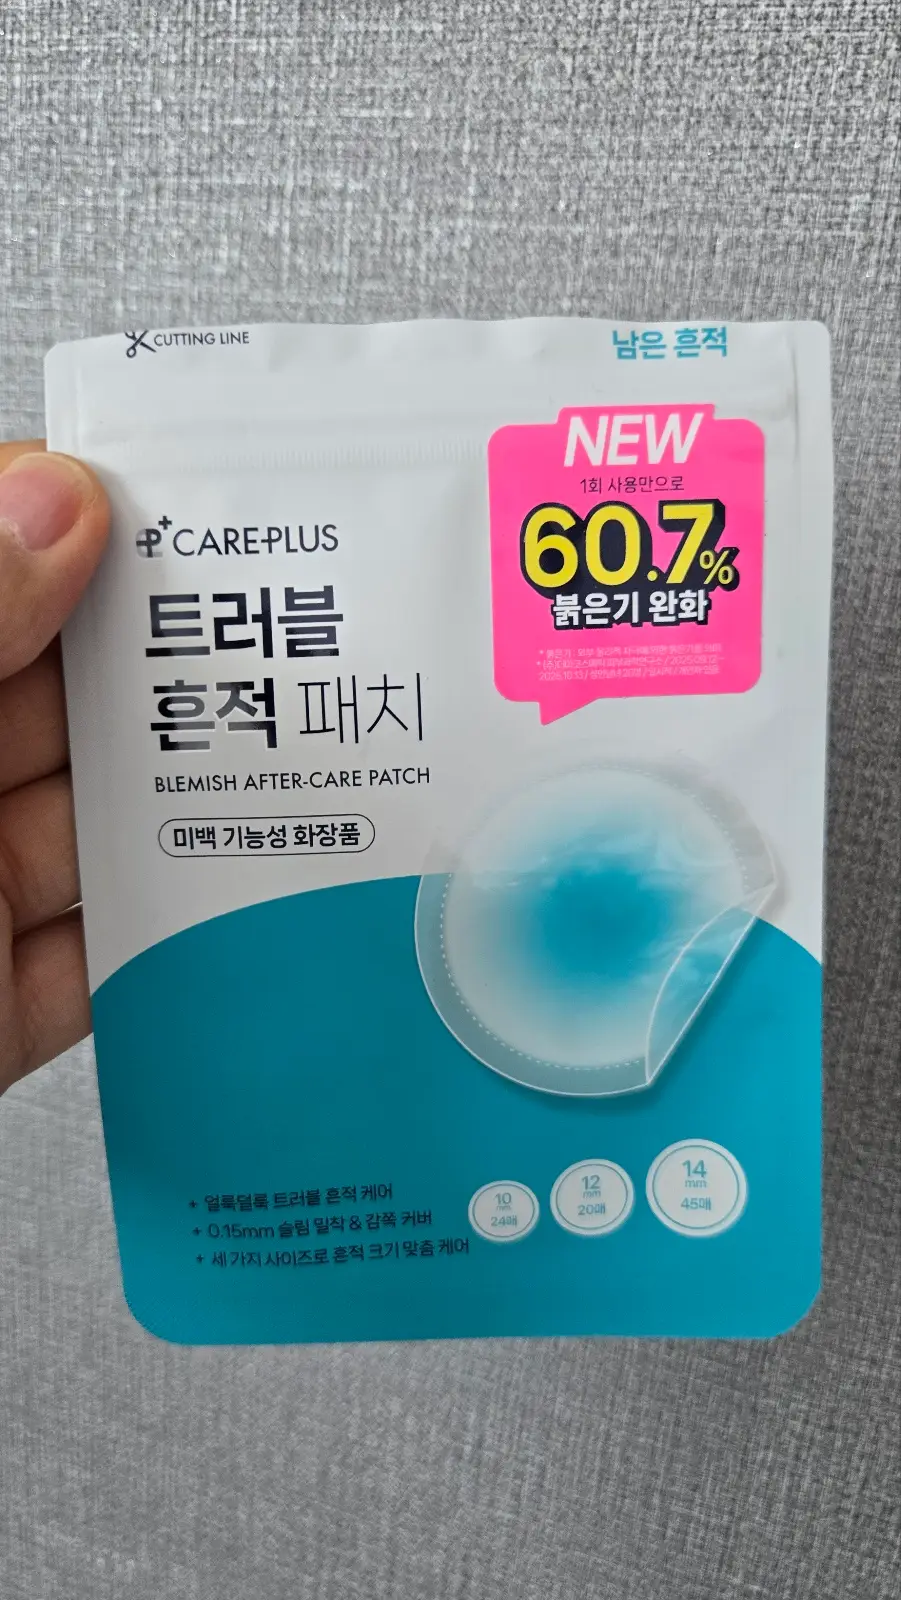 CUTTING LINE
남은 흔적
NEW
1회 사용만으로
60.7%
붉은기 완화
CAREPLUS
트러블
흔적 패치
BLEMISH AFTER-CARE PATCH
미백 기능성 화장품
+ 얼룩덜룩 트러블 흔적 케어
+ 0.15mm 슬림 밀착 & 감쪽 커버
+ 세 가지 사이즈로 흔적 크기 맞춤 케어
10
mm
24매
12
mm
20매
14
mm
45매